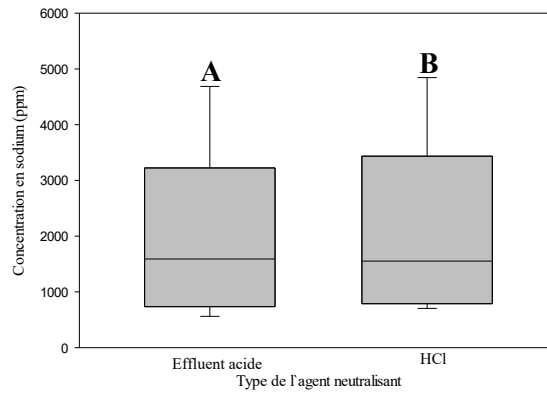 6000
5000
4000
3000
2000
1000
0
Concentration en sodium (ppm)
A
B
Effluent acide
HCl
Type de l`agent neutralisant